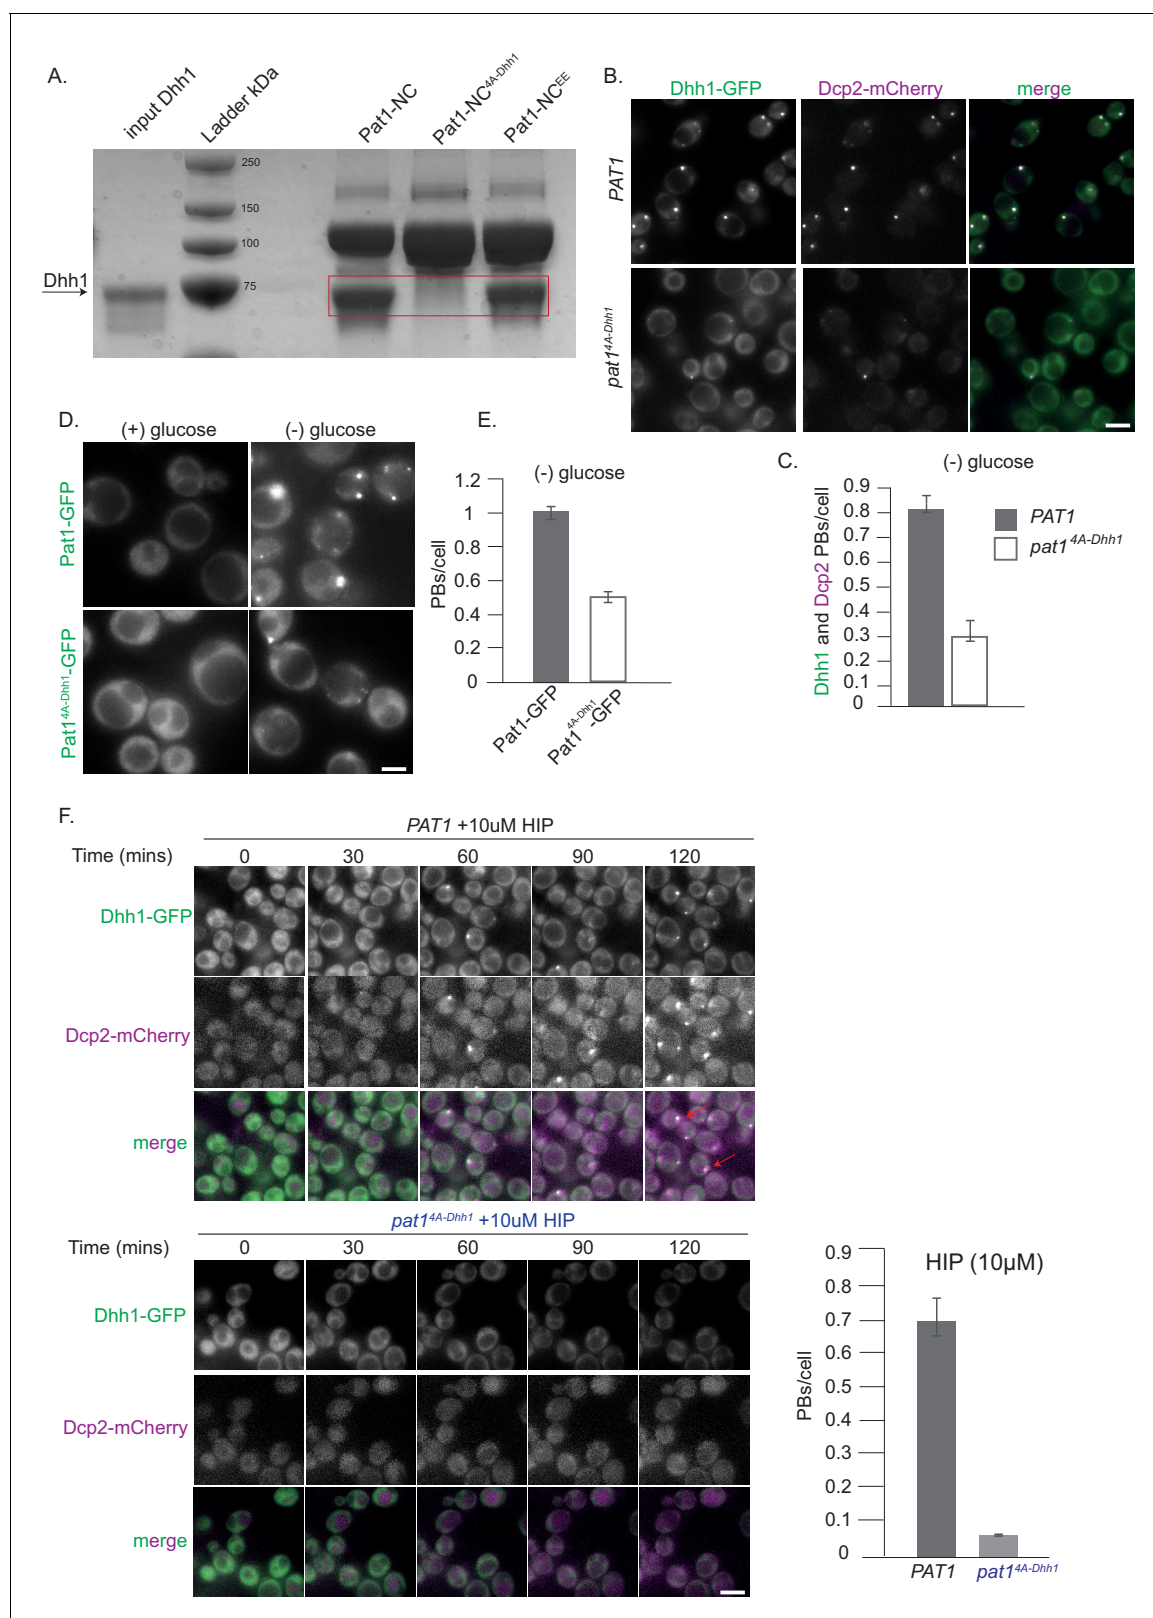 A.
input Dhh1
Ladder kDa
Pat1-NC
Pat1-NC4A-Dhh1
Pat1-NCEE
250
150
100
75
Dhh1
B.
Dhh1-GFP
Dcp2-mCherry
merge
PAT1
pat14A-Dhh1
C.
(-) glucose
Dhh1 and Dcp2 PBs/cell
0.9
0.8
0.7
0.6
0.5
0.4
0.3
0.2
0.1
0
PAT1
pat14A-Dhh1
D.
(+) glucose
(-) glucose
Pat1-GFP
Pat14A-Dhh1-GFP
E.
(-) glucose
PBs/cell
1.2
1
0.8
0.6
0.4
0.2
0
Pat1-GFP
Pat14A-Dhh1-GFP
F.
PAT1 +10uM HIP
Time (mins) 0 30 60 90 120
Dhh1-GFP
Dcp2-mCherry
merge
pat14A-Dhh1 +10uM HIP
Time (mins) 0 30 60 90 120
Dhh1-GFP
Dcp2-mCherry
merge
HIP (10µM)
PBs/cell
0.9
0.8
0.7
0.6
0.5
0.4
0.3
0.2
0.1
0
PAT1
pat14A-Dhh1